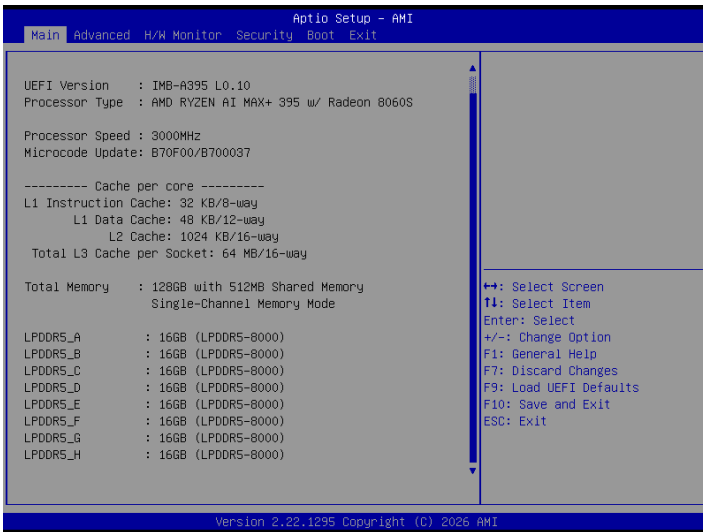 Aptio Setup - AMI
Main Advanced H/W Monitor Security Boot Exit
UEFI Version : IMB-A395 L0.10
Processor Type : AMD RYZEN AI MAX+ 395 w/ Radeon 8060S
Processor Speed : 3000MHz
Microcode Update: B70F00/B700037
--------- Cache per core ---------
L1 Instruction Cache: 32 KB/8-way
L1 Data Cache: 48 KB/12-way
L2 Cache: 1024 KB/16-way
Total L3 Cache per Socket: 64 MB/16-way
Total Memory : 128GB with 512MB Shared Memory
Single-Channel Memory Mode
LPDDR5_A : 16GB (LPDDR5-8000)
LPDDR5_B : 16GB (LPDDR5-8000)
LPDDR5_C : 16GB (LPDDR5-8000)
LPDDR5_D : 16GB (LPDDR5-8000)
LPDDR5_E : 16GB (LPDDR5-8000)
LPDDR5_F : 16GB (LPDDR5-8000)
LPDDR5_G : 16GB (LPDDR5-8000)
LPDDR5_H : 16GB (LPDDR5-8000)
↔: Select Screen
↑↓: Select Item
Enter: Select
+/-: Change Option
F1: General Help
F7: Discard Changes
F9: Load UEFI Defaults
F10: Save and Exit
ESC: Exit
Version 2.22.1295 Copyright (C) 2026 AMI